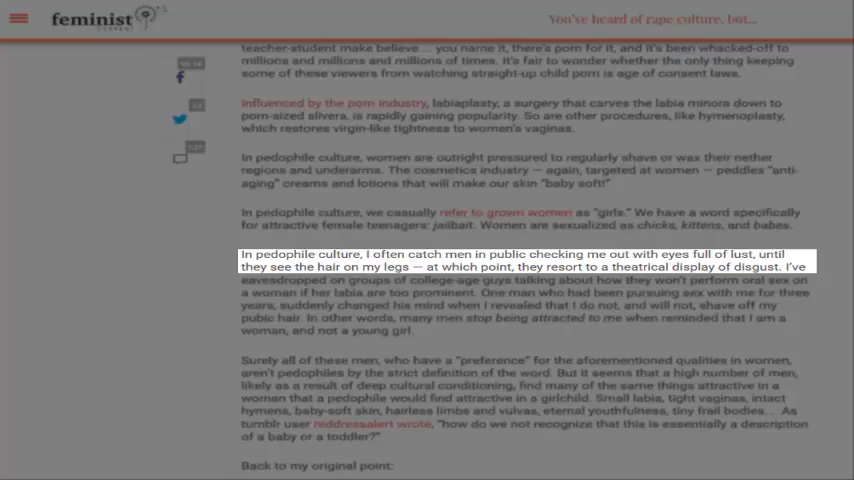 feminist
CURRENT
You've heard of rape culture, but...
teacher-student make believe... you name it, there's porn for it, and it's been whacked-off to
millions and millions and millions of times. It's fair to wonder whether the only thing keeping
some of these viewers from watching straight-up child porn is age of consent laws.
Influenced by the porn industry, labiaplasty, a surgery that carves the labia minora down to
porn-sized slivers, is rapidly gaining popularity. So are other procedures, like hymenoplasty,
which restores virgin-like tightness to women's vaginas.
In pedophile culture, women are outright pressured to regularly shave or wax their nether
regions and underarms. The cosmetics industry — again, targeted at women — peddles "anti-
aging" creams and lotions that will make our skin "baby soft!"
In pedophile culture, we casually refer to grown women as "girls." We have a word specifically
for attractive female teenagers: jailbait. Women are sexualized as chicks, kittens, and babes.
In pedophile culture, I often catch men in public checking me out with eyes full of lust, until
they see the hair on my legs — at which point, they resort to a theatrical display of disgust. I've
eavesdropped on groups of college-age guys talking about how they won't perform oral sex on
a woman if her labia are too prominent. One man who had been pursuing sex with me for three
years, suddenly changed his mind when I revealed that I do not, and will not, shave off my
pubic hair. In other words, many men stop being attracted to me when reminded that I am a
woman, and not a young girl.
Surely all of these men, who have a "preference" for the aforementioned qualities in women,
aren't pedophiles by the strict definition of the word. But it seems that a high number of men,
likely as a result of deep cultural conditioning, find many of the same things attractive in a
woman that a pedophile would find attractive in a girlchild. Small labia, tight vaginas, intact
hymens, baby-soft skin, hairless limbs and vulvas, eternal youthfulness, tiny frail bodies... As
tumblr user reddressalert wrote, "how do we not recognize that this is essentially a description
of a baby or a toddler?"
Back to my original point: